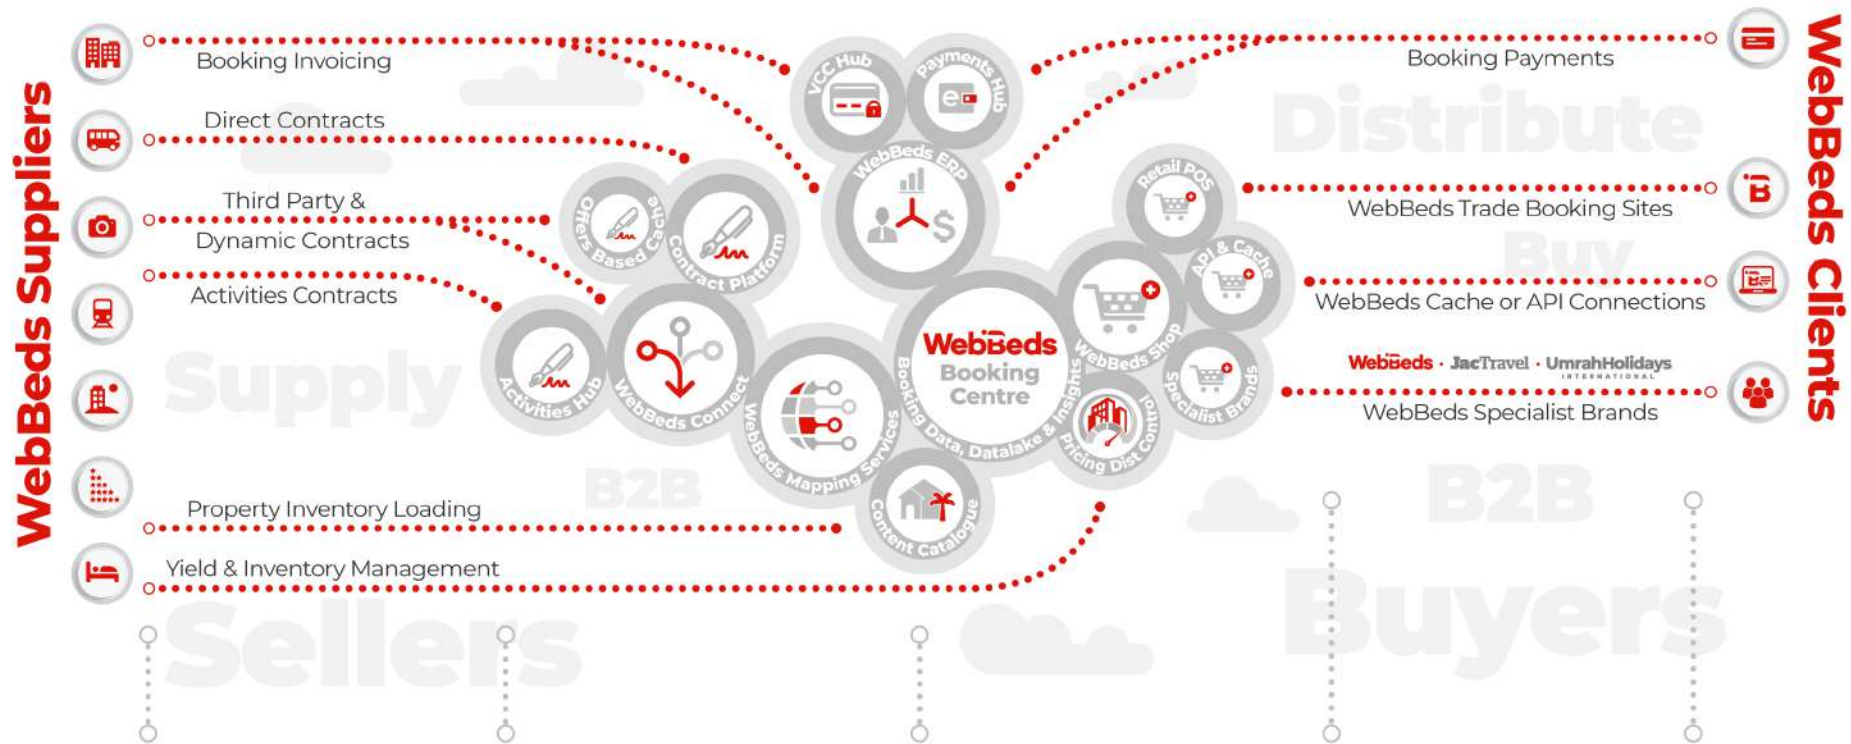 WebBeds Suppliers
Booking Invoicing
Direct Contracts
Third Party &
Dynamic Contracts
Activities Contracts
Property Inventory Loading
Yield & Inventory Management
Supply
B2B
Sellers
VCC Hub
Payments Hub
e
WebBeds ERP
$
Offers Based Cache
Contract Platform
Activities Hub
WebBeds Connect
WebBeds Mapping Services
WebBeds
Booking
Centre
Booking Data, Datalake & Insights
Content Catalogue
Pricing Dist Control
WebBeds Shop
Retail POS
API & Cache
Specialist Brands
Booking Payments
Distribute
WebBeds Trade Booking Sites
Buy
WebBeds Cache or API Connections
WebBeds · JacTravel · UmrahHolidays
INTERNATIONAL
WebBeds Specialist Brands
B2B
Buyers
B
B
WebBeds Clients